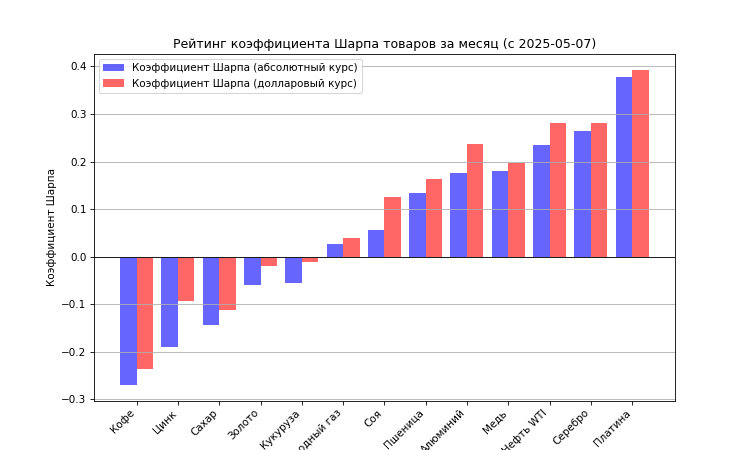 Рейтинг коэффициента Шарпа товаров за месяц (с 2025-05-07)
Коэффициент Шарпа (абсолютный курс)
Коэффициент Шарпа (долларовый курс)
Коэффициент Шарпа
0.4
0.3
0.2
0.1
0.0
−0.1
−0.2
−0.3
Кофе
Цинк
Сахар
Золото
Кукуруза
газ
Соя
Пшеница
Алюминий
Медь
Нефть WTI
Серебро
Платина